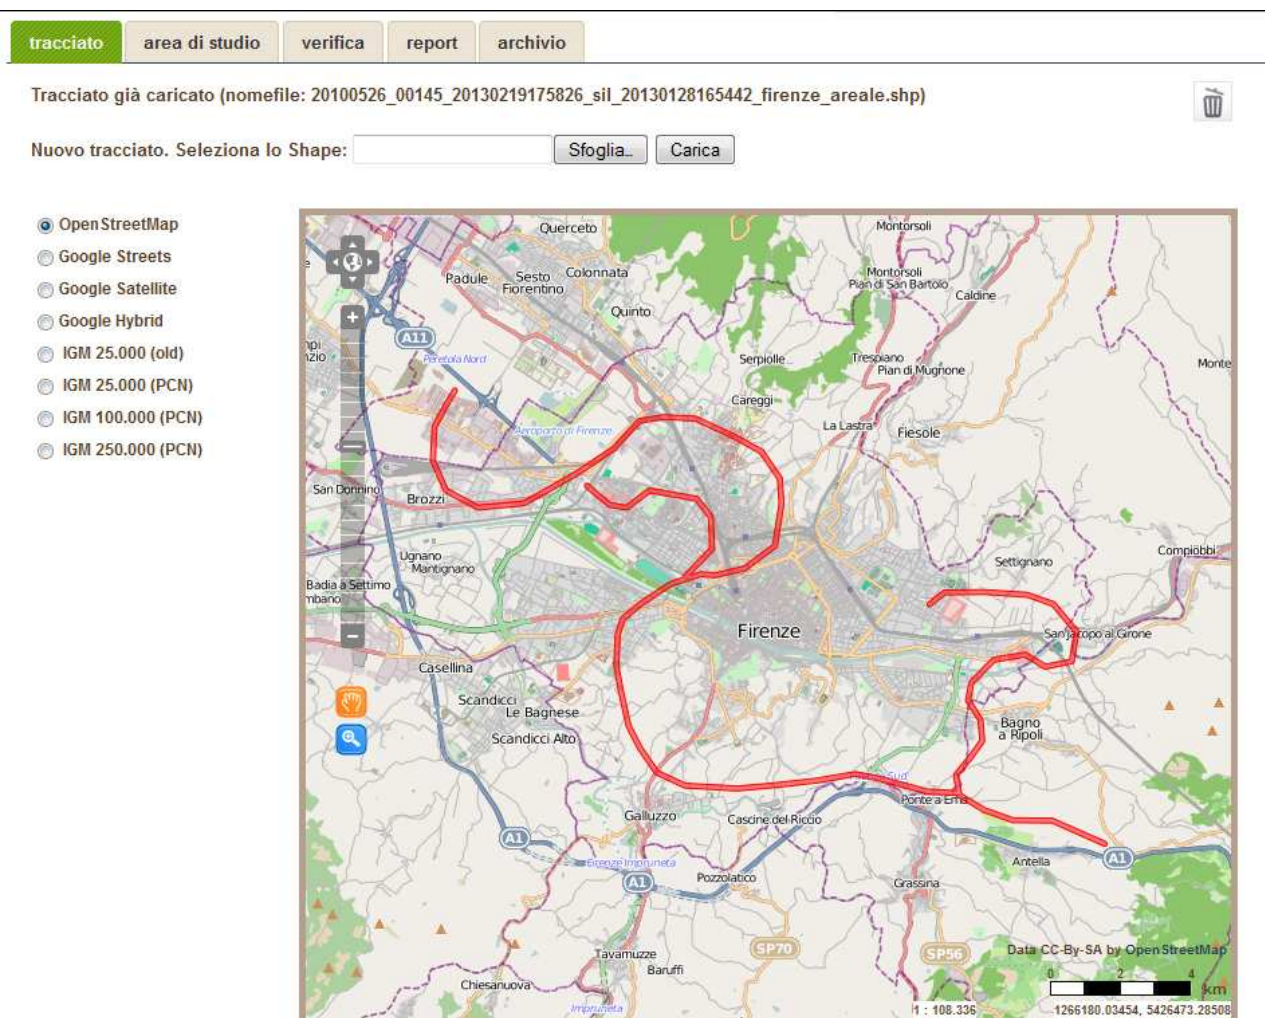 tracciato area di studio verifica report archivio
Tracciato già caricato (nomefile: 20100526_00145_20130219175826_sil_20130128165442_firenze_areale.shp)
Nuovo tracciato. Seleziona lo Shape: Sfoglia… Carica
OpenStreetMap
Google Streets
Google Satellite
Google Hybrid
IGM 25.000 (old)
IGM 25.000 (PCN)
IGM 100.000 (PCN)
IGM 250.000 (PCN)
Querceto
Montorsoli
Padule
Sesto
Fiorentino
Colonnata
Montorsoli
Pian di San Bartolo
Caldine
Quinto
A11
Peretola Nord
Serpiolle
Trespiano
Pian di Mugnone
Monte
Careggi
La Lastra
Fiesole
Aeroporto di Firenze
San Donnino
Brozzi
Ugnano
Mantignano
Settignano
Compiobbi
Badia a Settimo
Firenze
San Jacopo al Girone
Casellina
Scandicci
Le Bagnese
Scandicci Alto
Bagno
a Ripoli
Sud
Ponte a Ema
Galluzzo
Cascine del Riccio
A1
A1
Antella
Firenze Impruneta
A1
Pozzolatico
Grassina
SP70
SP56
Data CC-By-SA by OpenStreetMap
Tavarnuzze
Baruffi
Chiesanuova
Impruneta
0 2 4
km
1 : 108.336
1266180.03454, 5426473.28508